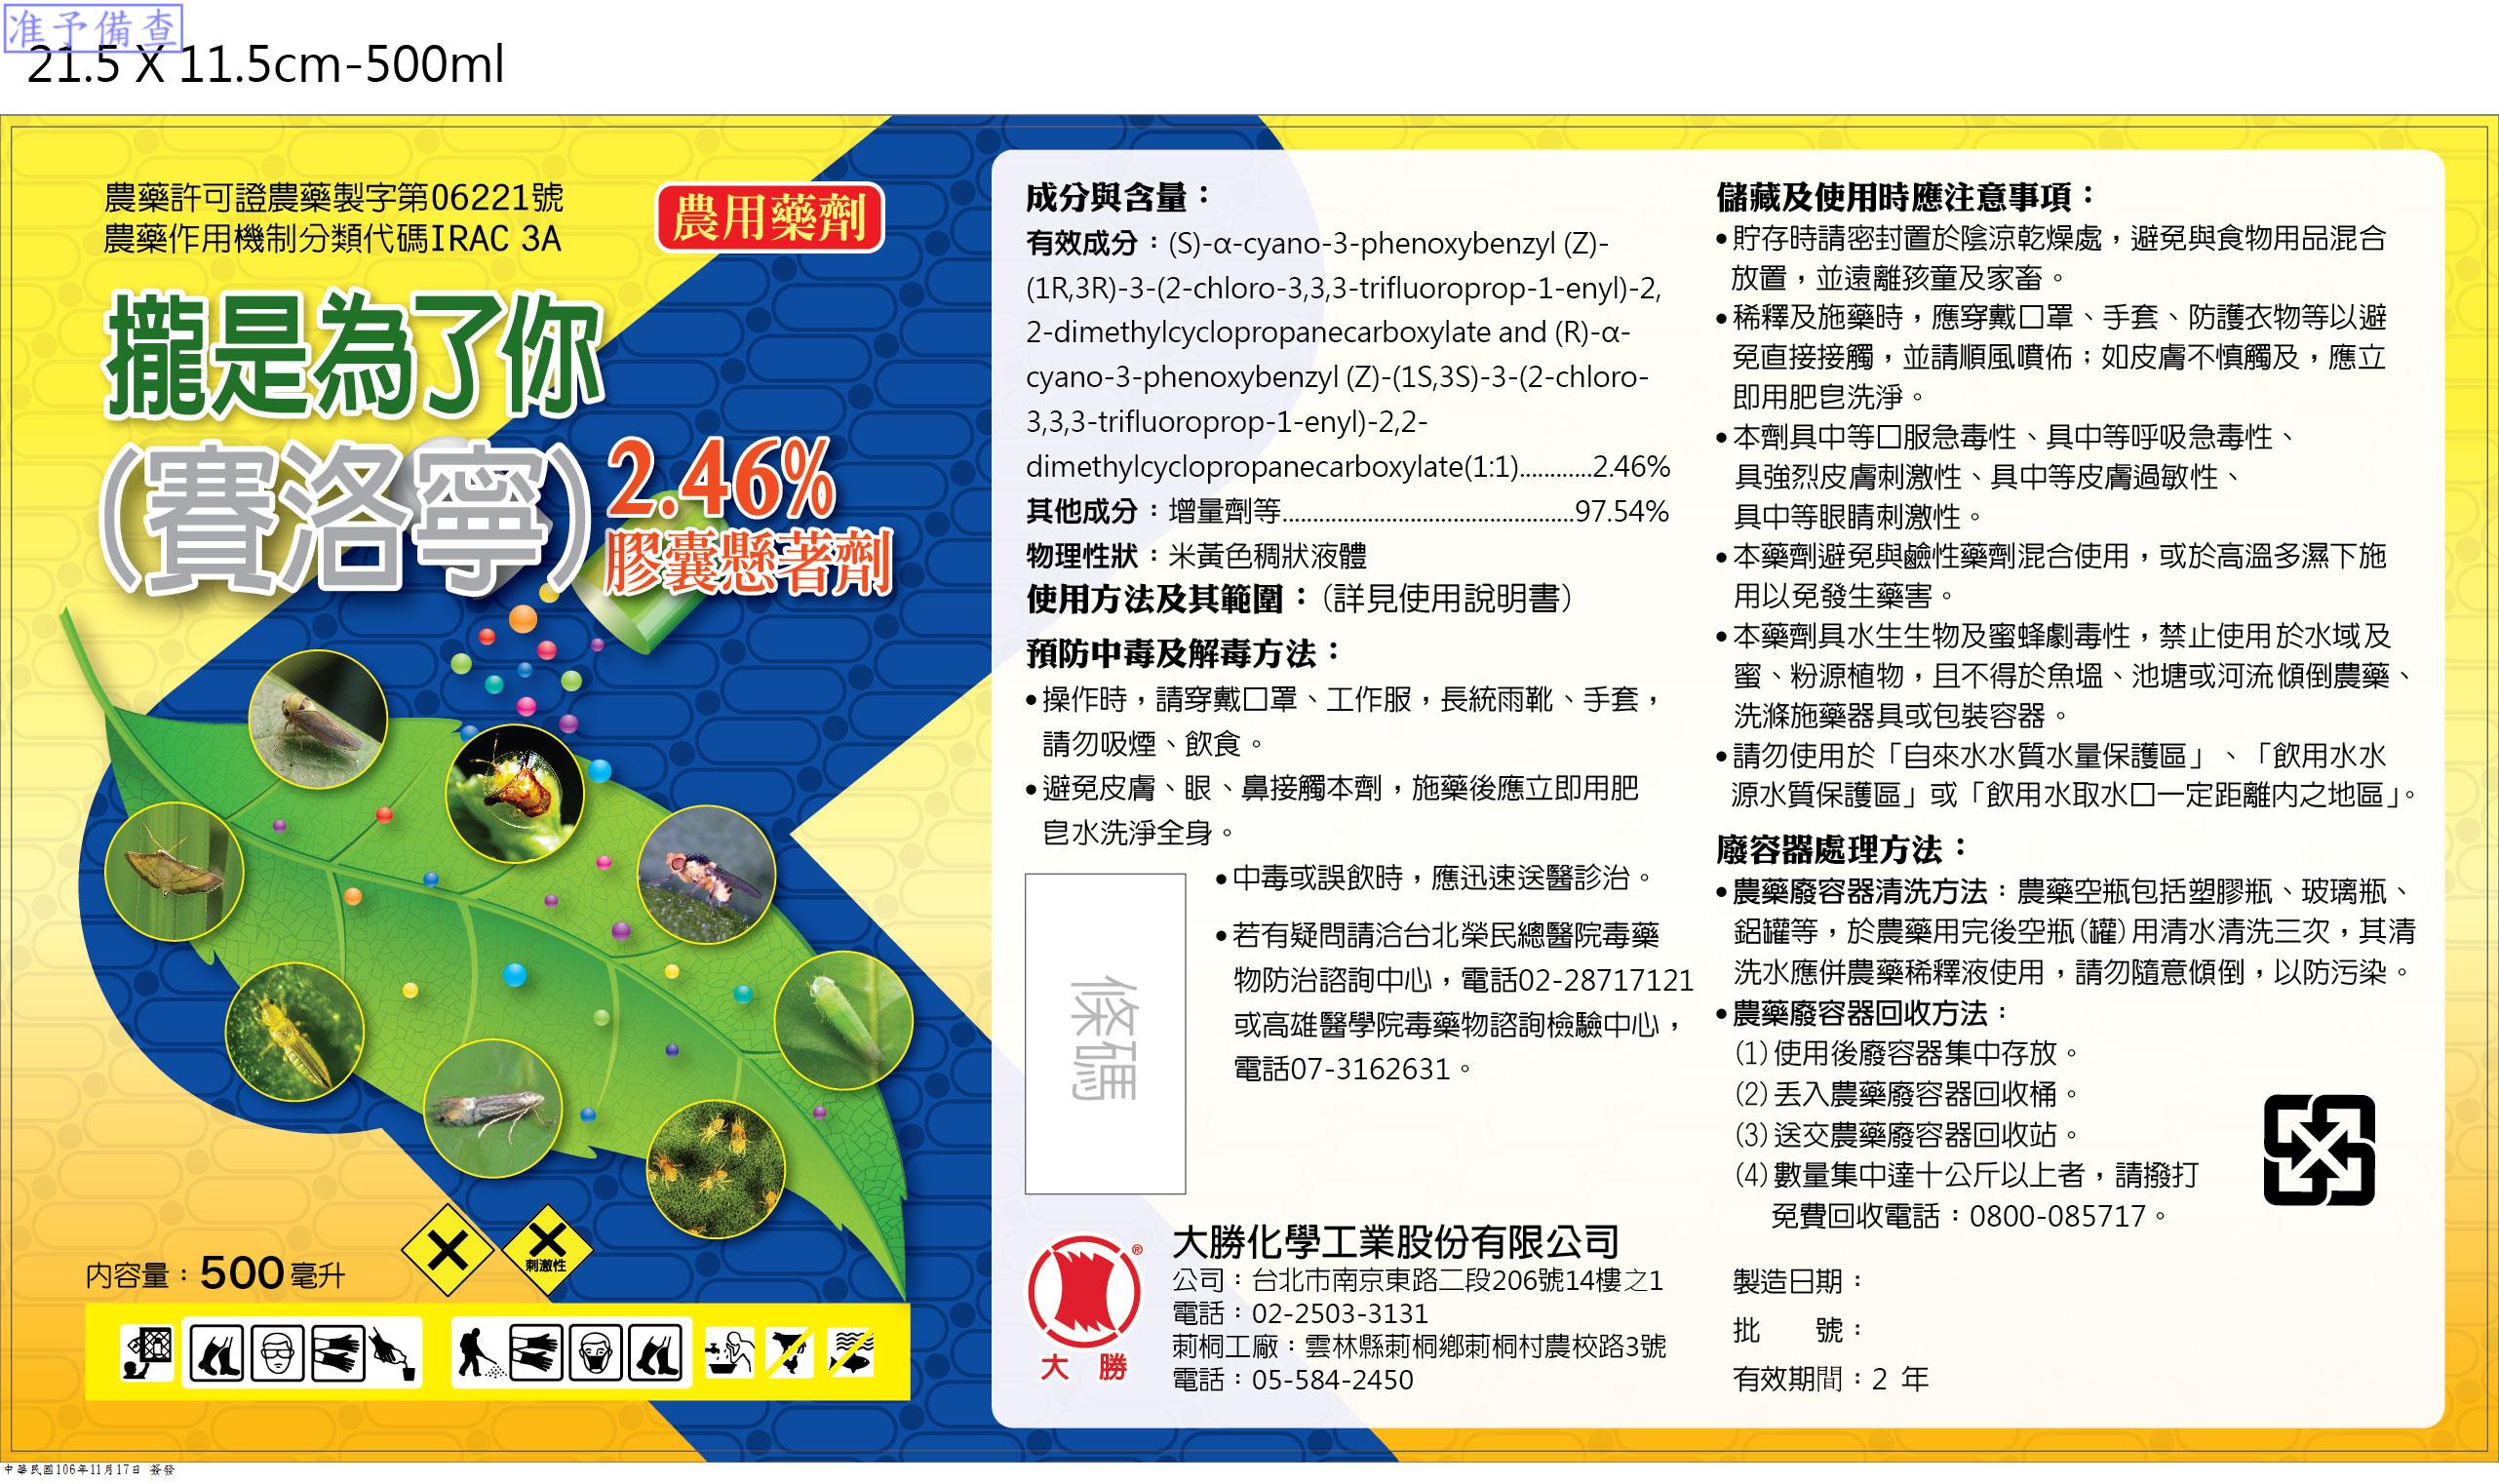 准予備查
21.5 X 11.5cm-500ml
農藥許可證農藥製字第06221號
農藥作用機制分類代碼IRAC 3A
農用藥劑
攏是為了你
(賽洛寧)
2.46%
膠囊懸著劑
內容量：500毫升
刺激性
成分與含量：
有效成分：(S)-α-cyano-3-phenoxybenzyl (Z)-
(1R,3R)-3-(2-chloro-3,3,3-trifluoroprop-1-enyl)-2,
2-dimethylcyclopropanecarboxylate and (R)-α-
cyano-3-phenoxybenzyl (Z)-(1S,3S)-3-(2-chloro-
3,3,3-trifluoroprop-1-enyl)-2,2-
dimethylcyclopropanecarboxylate(1:1)............2.46%
其他成分：增量劑等................................................97.54%
物理性狀：米黃色稠狀液體
使用方法及其範圍：(詳見使用說明書)
預防中毒及解毒方法：
•操作時，請穿戴口罩、工作服，長統雨靴、手套，
請勿吸煙、飲食。
•避免皮膚、眼、鼻接觸本劑，施藥後應立即用肥
皂水洗淨全身。
•中毒或誤飲時，應迅速送醫診治。
•若有疑問請洽台北榮民總醫院毒藥
物防治諮詢中心，電話02-28717121
或高雄醫學院毒藥物諮詢檢驗中心，
電話07-3162631。
條碼
大勝
®
大勝化學工業股份有限公司
公司：台北市南京東路二段206號14樓之1
電話：02-2503-3131
莿桐工廠：雲林縣莿桐鄉莿桐村農校路3號
電話：05-584-2450
儲藏及使用時應注意事項：
•貯存時請密封置於陰涼乾燥處，避免與食物用品混合
放置，並遠離孩童及家畜。
•稀釋及施藥時，應穿戴口罩、手套、防護衣物等以避
免直接接觸，並請順風噴佈；如皮膚不慎觸及，應立
即用肥皂洗淨。
•本劑具中等口服急毒性、具中等呼吸急毒性、
具強烈皮膚刺激性、具中等皮膚過敏性、
具中等眼睛刺激性。
•本藥劑避免與鹼性藥劑混合使用，或於高溫多濕下施
用以免發生藥害。
•本藥劑具水生生物及蜜蜂劇毒性，禁止使用於水域及
蜜、粉源植物，且不得於魚塭、池塘或河流傾倒農藥、
洗滌施藥器具或包裝容器。
•請勿使用於「自來水水質水量保護區」、「飲用水水
源水質保護區」或「飲用水取水口一定距離內之地區」。
廢容器處理方法：
•農藥廢容器清洗方法：農藥空瓶包括塑膠瓶、玻璃瓶、
鋁罐等，於農藥用完後空瓶(罐)用清水清洗三次，其清
洗水應併農藥稀釋液使用，請勿隨意傾倒，以防污染。
•農藥廢容器回收方法：
(1)使用後廢容器集中存放。
(2)丟入農藥廢容器回收桶。
(3)送交農藥廢容器回收站。
(4)數量集中達十公斤以上者，請撥打
免費回收電話：0800-085717。
製造日期：
批　　號：
有效期間：2 年
中華民國106年11月17日 簽發